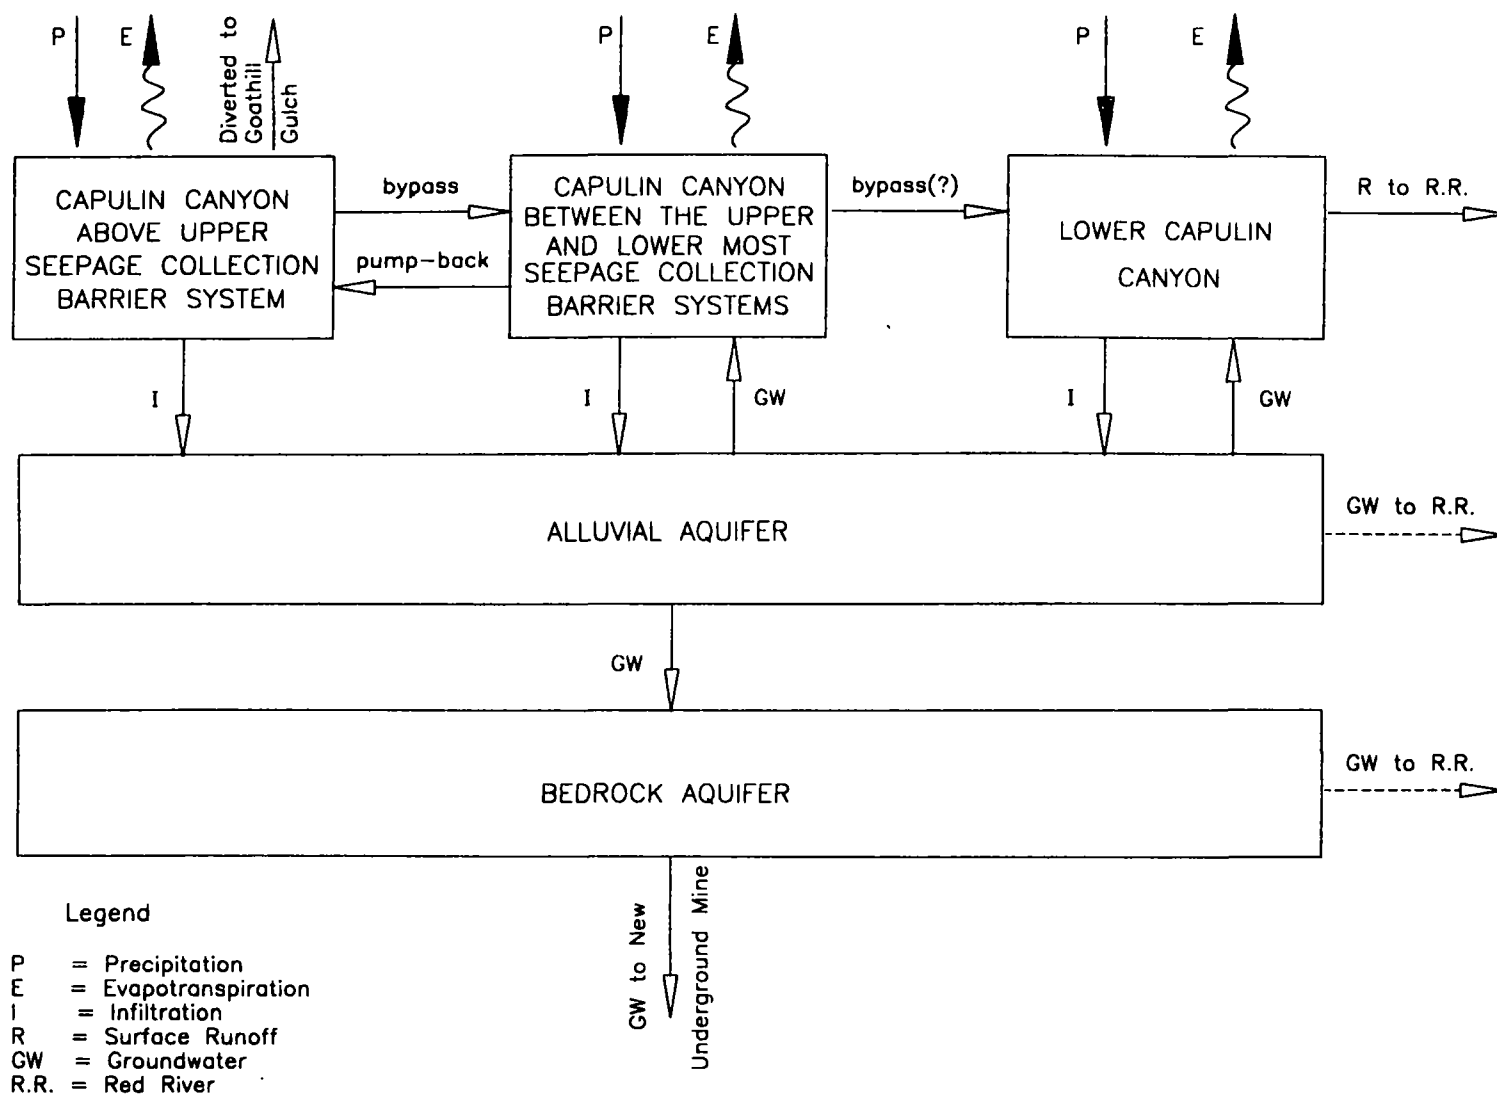 P
E
Diverted to
Goathill
Gulch
P
E
P
E
CAPULIN CANYON
ABOVE UPPER
SEEPAGE COLLECTION
BARRIER SYSTEM
bypass
pump-back
CAPULIN CANYON
BETWEEN THE UPPER
AND LOWER MOST
SEEPAGE COLLECTION
BARRIER SYSTEMS
bypass(?)
LOWER CAPULIN
CANYON
R to R.R.
I
I
GW
I
GW
ALLUVIAL AQUIFER
GW to R.R.
GW
BEDROCK AQUIFER
GW to R.R.
GW to New
Underground Mine
Legend
P = Precipitation
E = Evapotranspiration
I = Infiltration
R = Surface Runoff
GW = Groundwater
R.R. = Red River